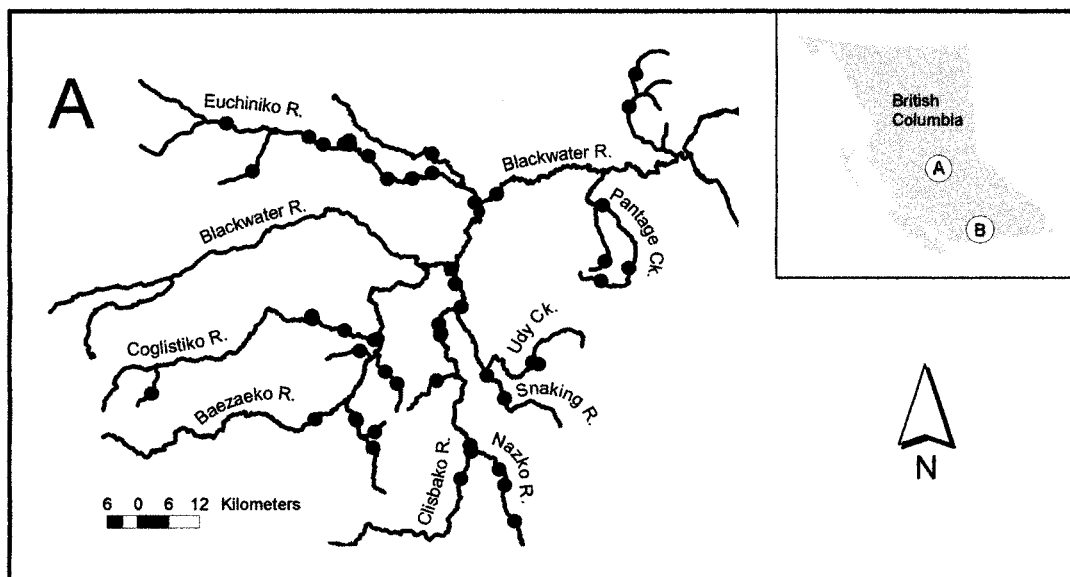 A
Euchiniko R.
Blackwater R.
Blackwater R.
Pantage Ck.
Coglistiko R.
Baezaeko R.
Udy Ck.
Snaking R.
Clisbako R.
Nazko R.
6 0 6 12 Kilometers
British
Columbia
A
B
N